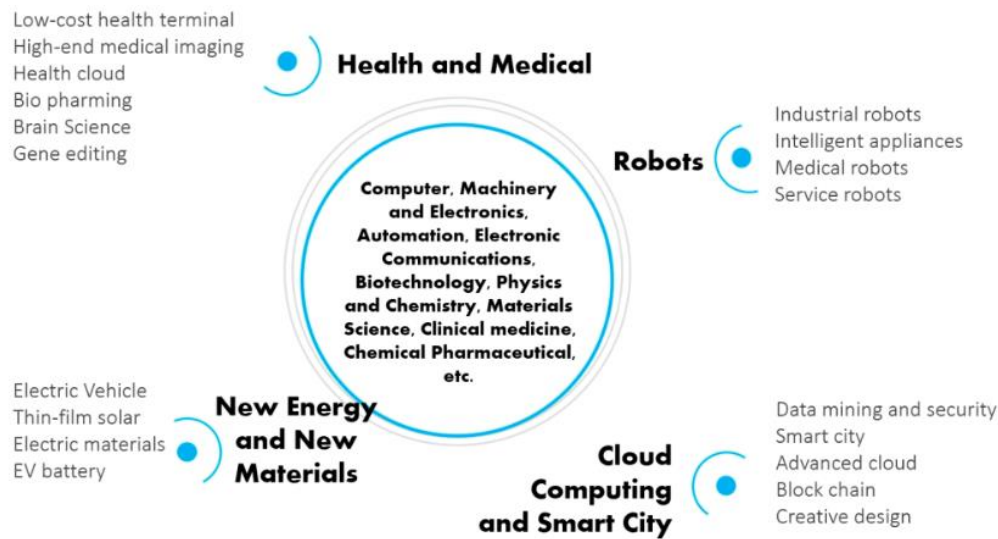 Low-cost health terminal
High-end medical imaging
Health cloud
Bio pharming
Brain Science
Gene editing
Health and Medical
Robots
Industrial robots
Intelligent appliances
Medical robots
Service robots
Computer, Machinery
and Electronics,
Automation, Electronic
Communications,
Biotechnology, Physics
and Chemistry, Materials
Science, Clinical medicine,
Chemical Pharmaceutical,
etc.
Electric Vehicle
Thin-film solar
Electric materials
EV battery
New Energy
and New
Materials
Cloud
Computing
and Smart City
Data mining and security
Smart city
Advanced cloud
Block chain
Creative design